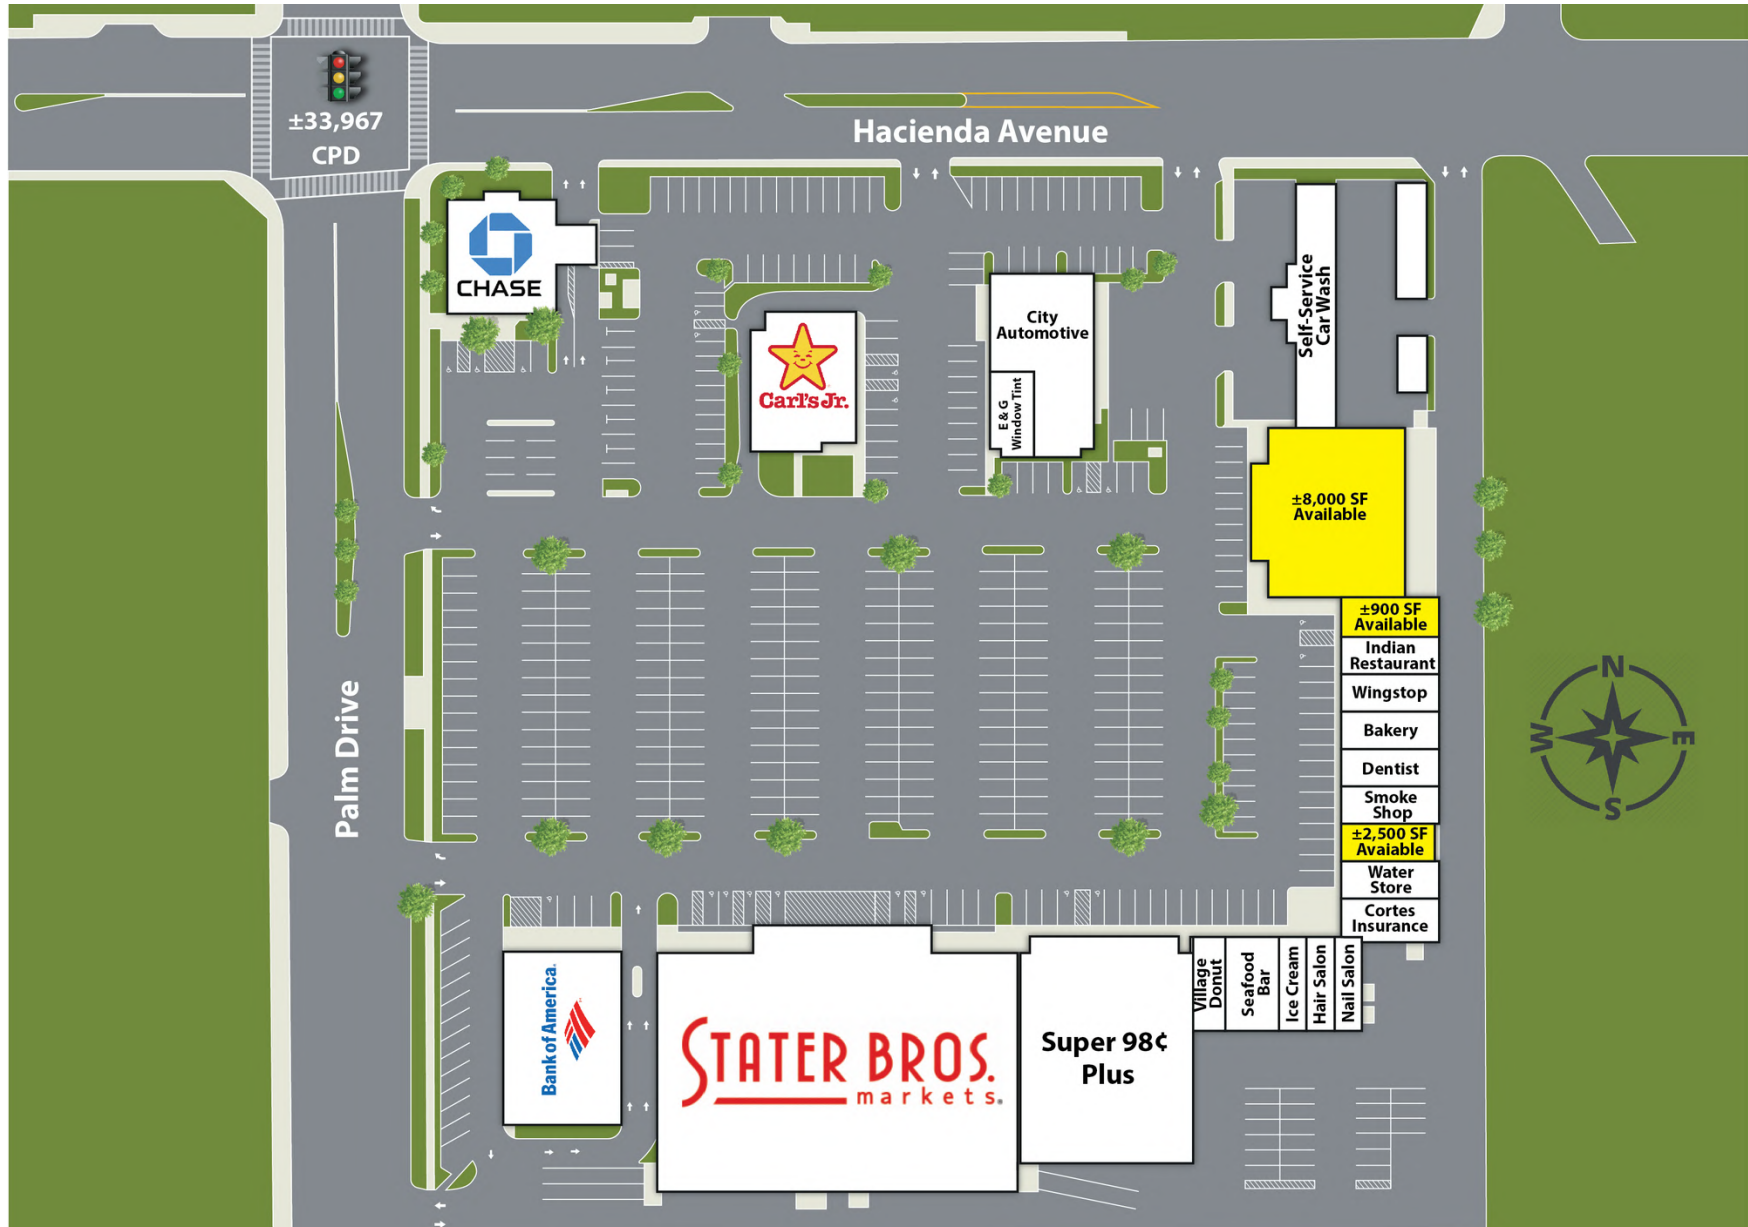 ±33,967
CPD
Hacienda Avenue
CHASE
Carl's Jr.
City
Automotive
E & G
Window Tint
Self-Service
Car Wash
±8,000 SF
Available
±900 SF
Available
Indian
Restaurant
Wingstop
Bakery
Dentist
Smoke
Shop
±2,500 SF
Avaiable
Water
Store
Cortes
Insurance
N
E
S
W
Palm Drive
Bank of America
STATER BROS.
markets
Super 98¢
Plus
Village
Donut
Seafood
Bar
Ice Cream
Hair Salon
Nail Salon